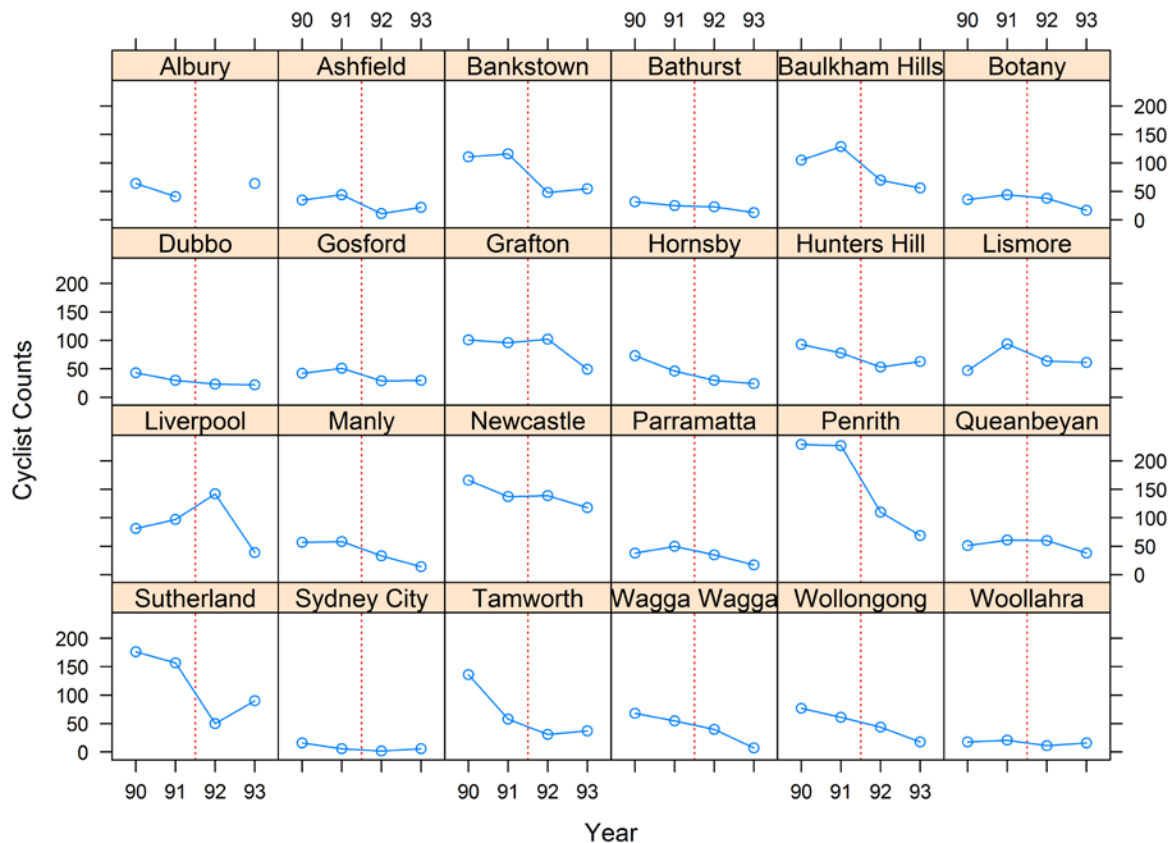 90 91 92 93 90 91 92 93 90 91 92 93
Albury Ashfield Bankstown Bathurst Baulkham Hills Botany
200
150
100
50
0
Dubbo Gosford Grafton Hornsby Hunters Hill Lismore
200
150
100
50
0
Liverpool Manly Newcastle Parramatta Penrith Queanbeyan
200
150
100
50
0
Sutherland Sydney City Tamworth Wagga Wagga Wollongong Woollahra
200
150
100
50
0
90 91 92 93 90 91 92 93 90 91 92 93
Cyclist Counts
Year